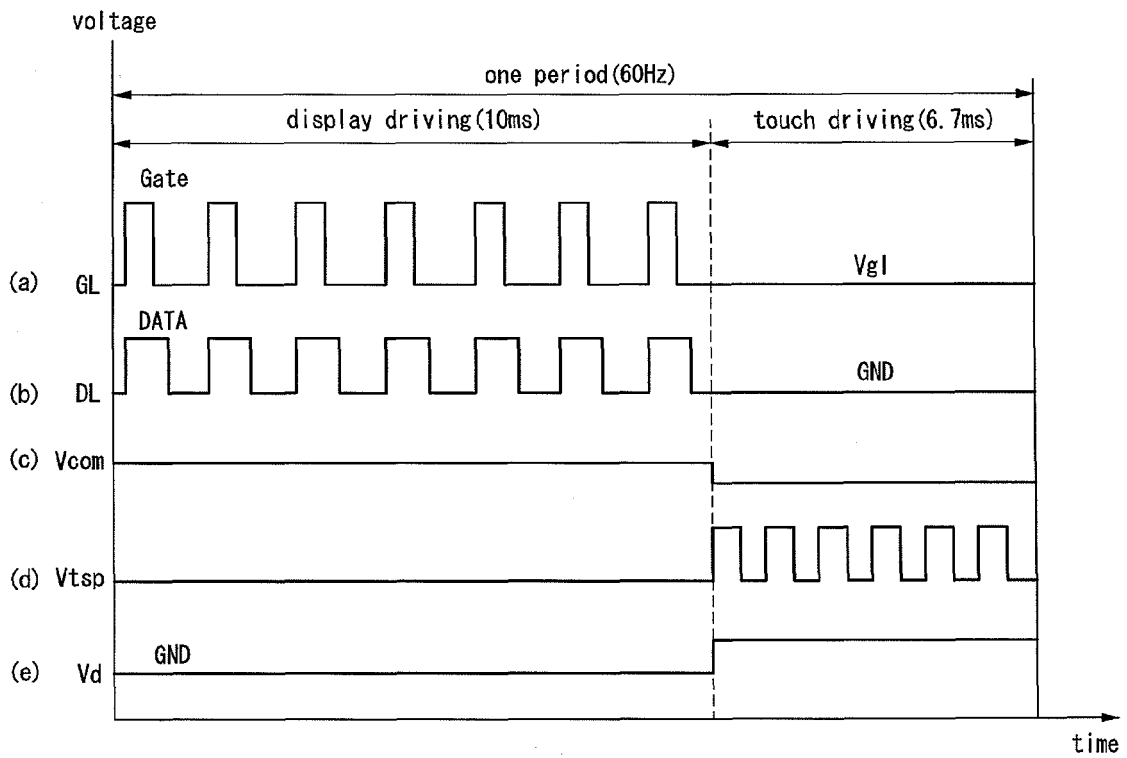 voltage
one period(60Hz)
display driving(10ms)
touch driving(6.7ms)
Gate
(a) GL
Vgl
DATA
(b) DL
GND
(c) Vcom
(d) Vtsp
GND
(e) Vd
time